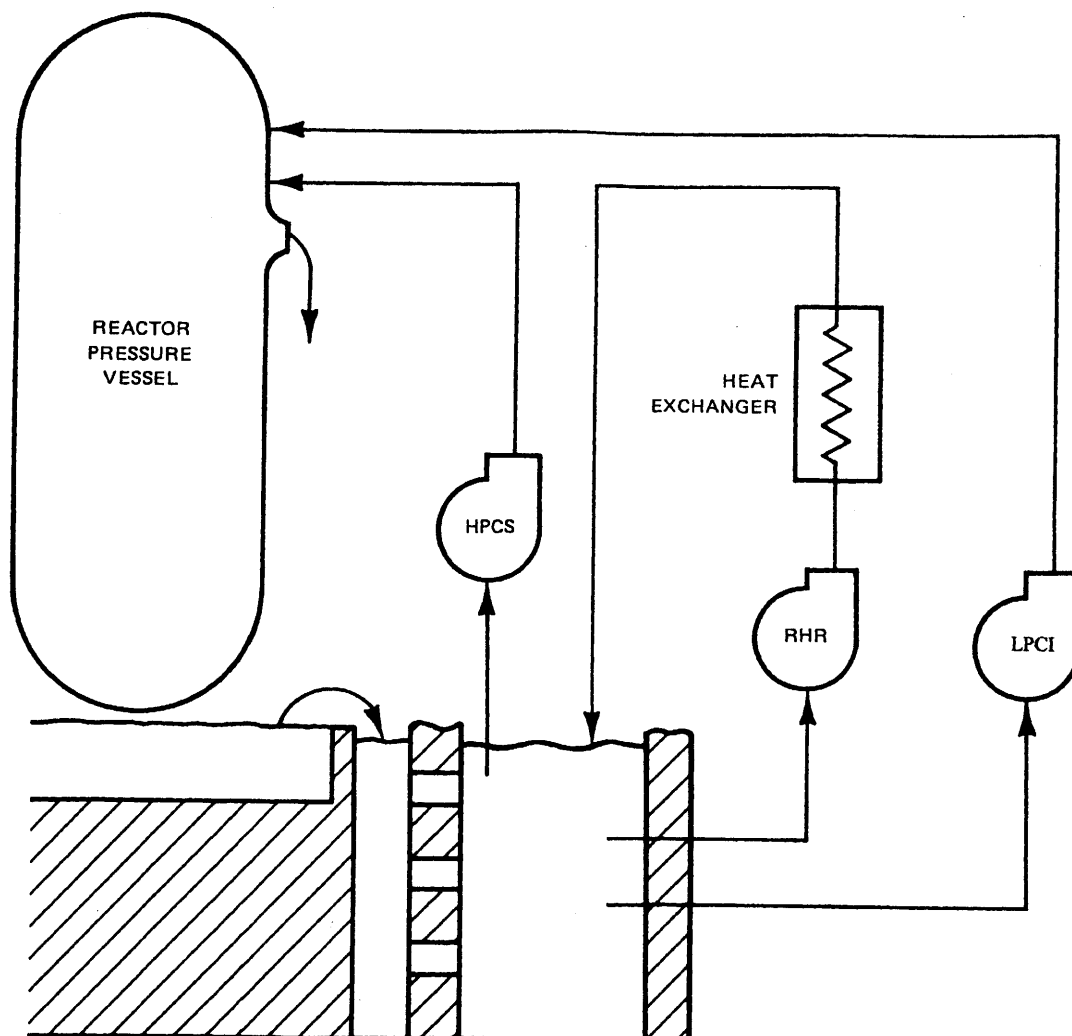 REACTOR
PRESSURE
VESSEL
HEAT
EXCHANGER
HPCS
RHR
LPCI